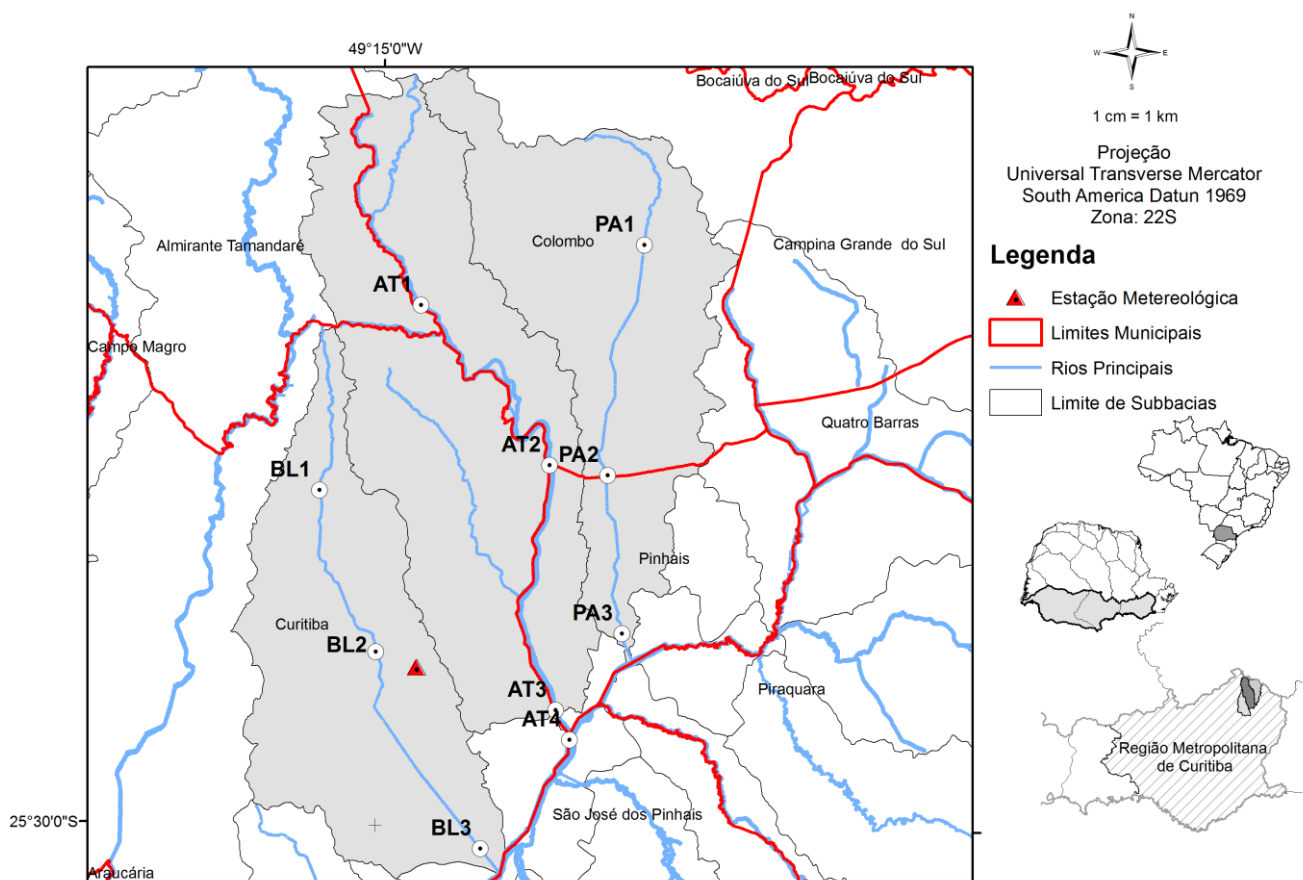 49°15'0"W
N
W
E
S
1 cm = 1 km
Projeção
Universal Transverse Mercator
South America Datun 1969
Zona: 22S
Legenda
Estação Metereológica
Limites Municipais
Rios Principais
Limite de Subbacias
Bocaiúva do Sul
Bocaiúva do Sul
Almirante Tamandaré
Colombo
PA1
Campina Grande do Sul
AT1
Campo Magro
Quatro Barras
AT2
PA2
BL1
Pinhais
PA3
Curitiba
BL2
AT3
AT4
Piraquara
Região Metropolitana
de Curitiba
25°30'0"S
São José dos Pinhais
BL3
Araucária